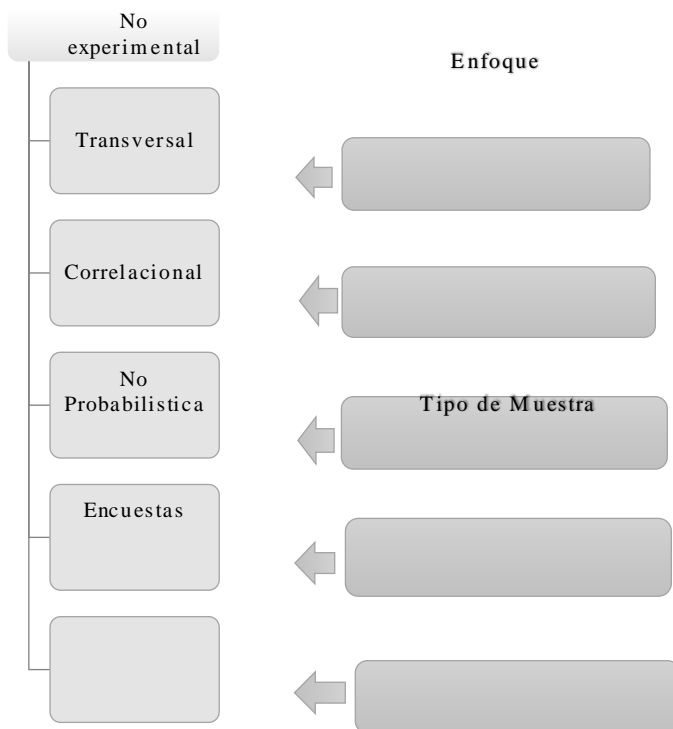 No
experimental
Enfoque
Transversal
Correlacional
No
Probabilistica
Tipo de Muestra
Encuestas